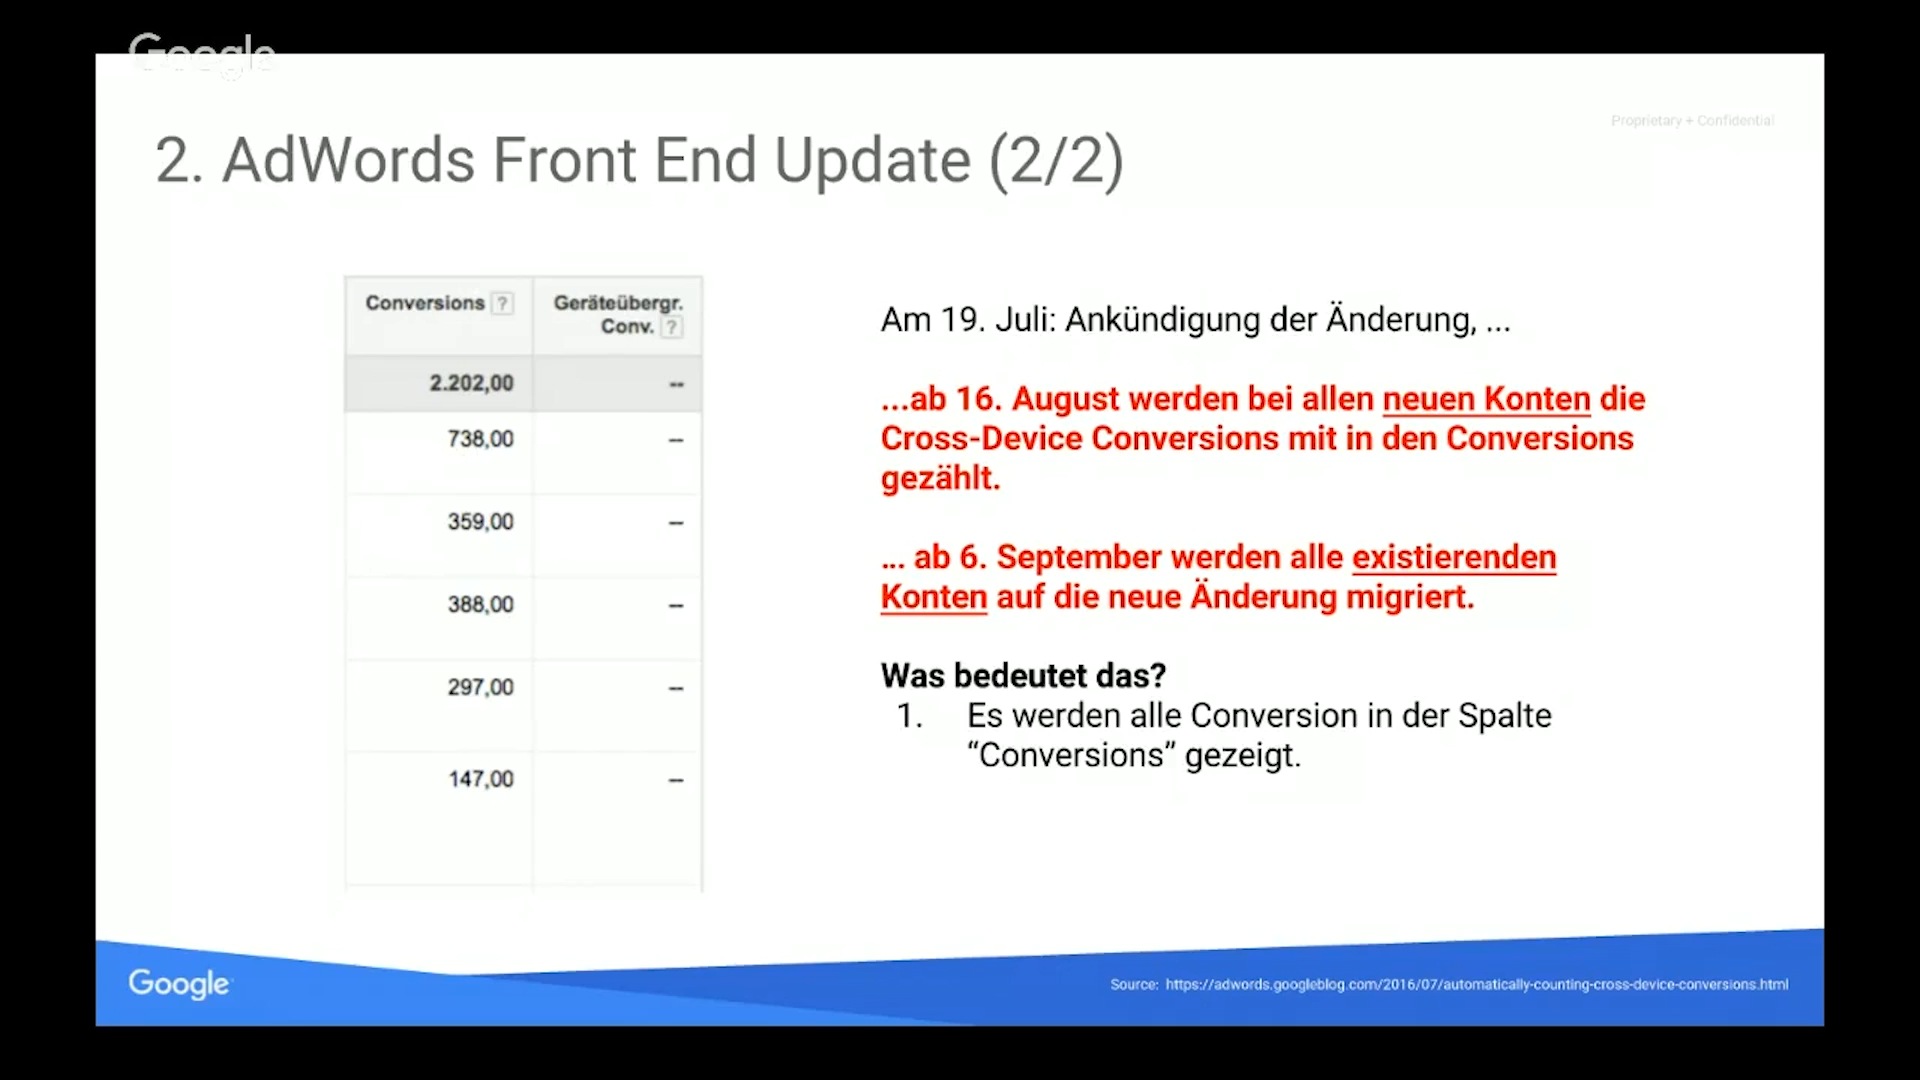 Google
Proprietary + Confidential
2. AdWords Front End Update (2/2)
Conversions ? Geräteübergr.
Conv. ?
2.202,00 --
738,00 --
359,00 --
388,00 --
297,00 --
147,00 --
Am 19. Juli: Ankündigung der Änderung, ...
...ab 16. August werden bei allen neuen Konten die
Cross-Device Conversions mit in den Conversions
gezählt.
... ab 6. September werden alle existierenden
Konten auf die neue Änderung migriert.
Was bedeutet das?
1. Es werden alle Conversion in der Spalte
“Conversions” gezeigt.
Google
Source: https://adwords.googleblog.com/2016/07/automatically-counting-cross-device-conversions.html